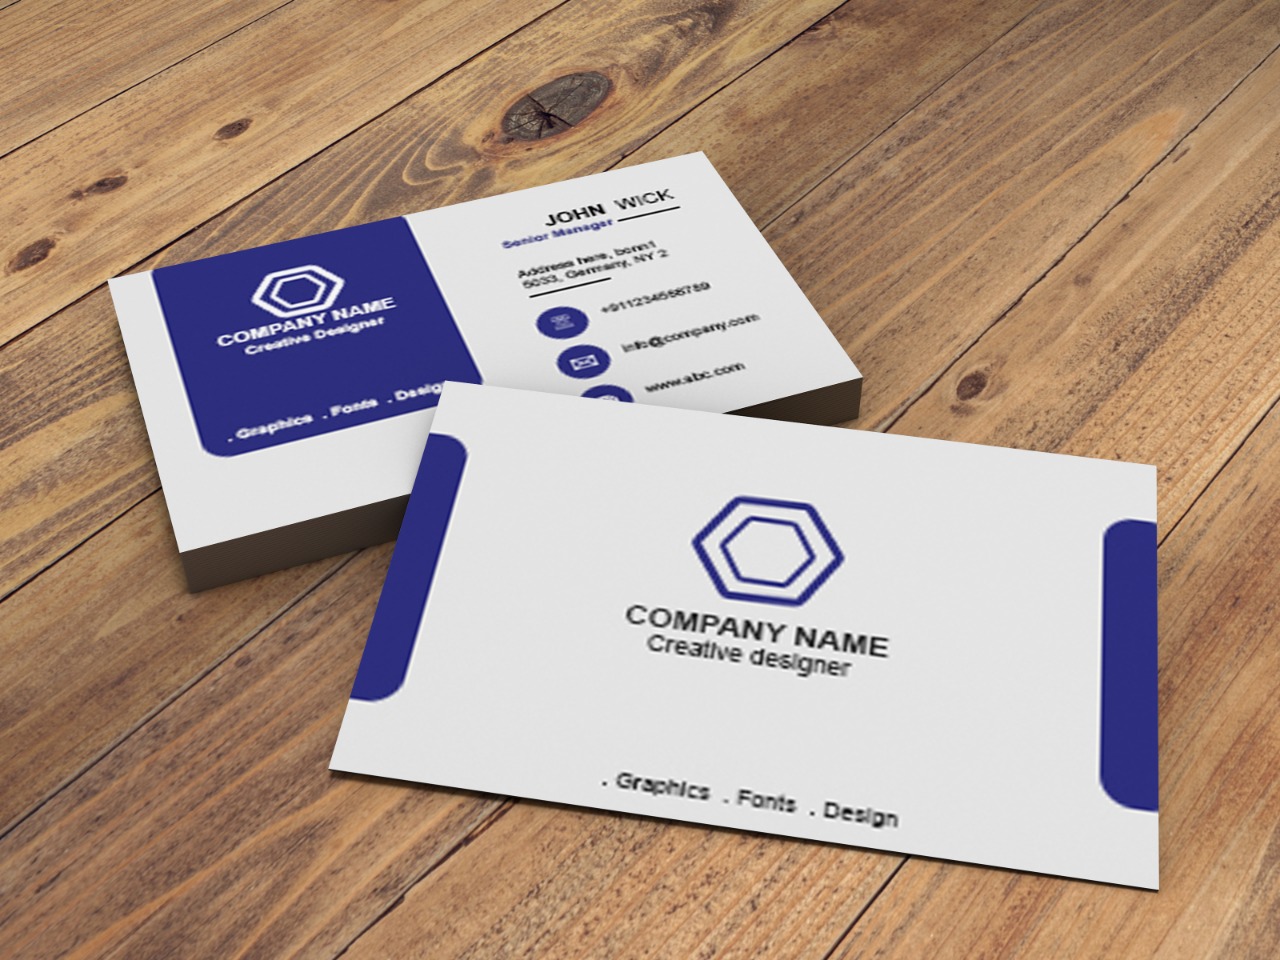 COMPANY NAME
Creative Designer
. Graphics . Fonts . Design
JOHN WICK
Senior Manager
Address here, bonn1
5033, Germany, NY 2
+911234566789
info@company.com
www.abc.com
COMPANY NAME
Creative designer
. Graphics . Fonts . Design